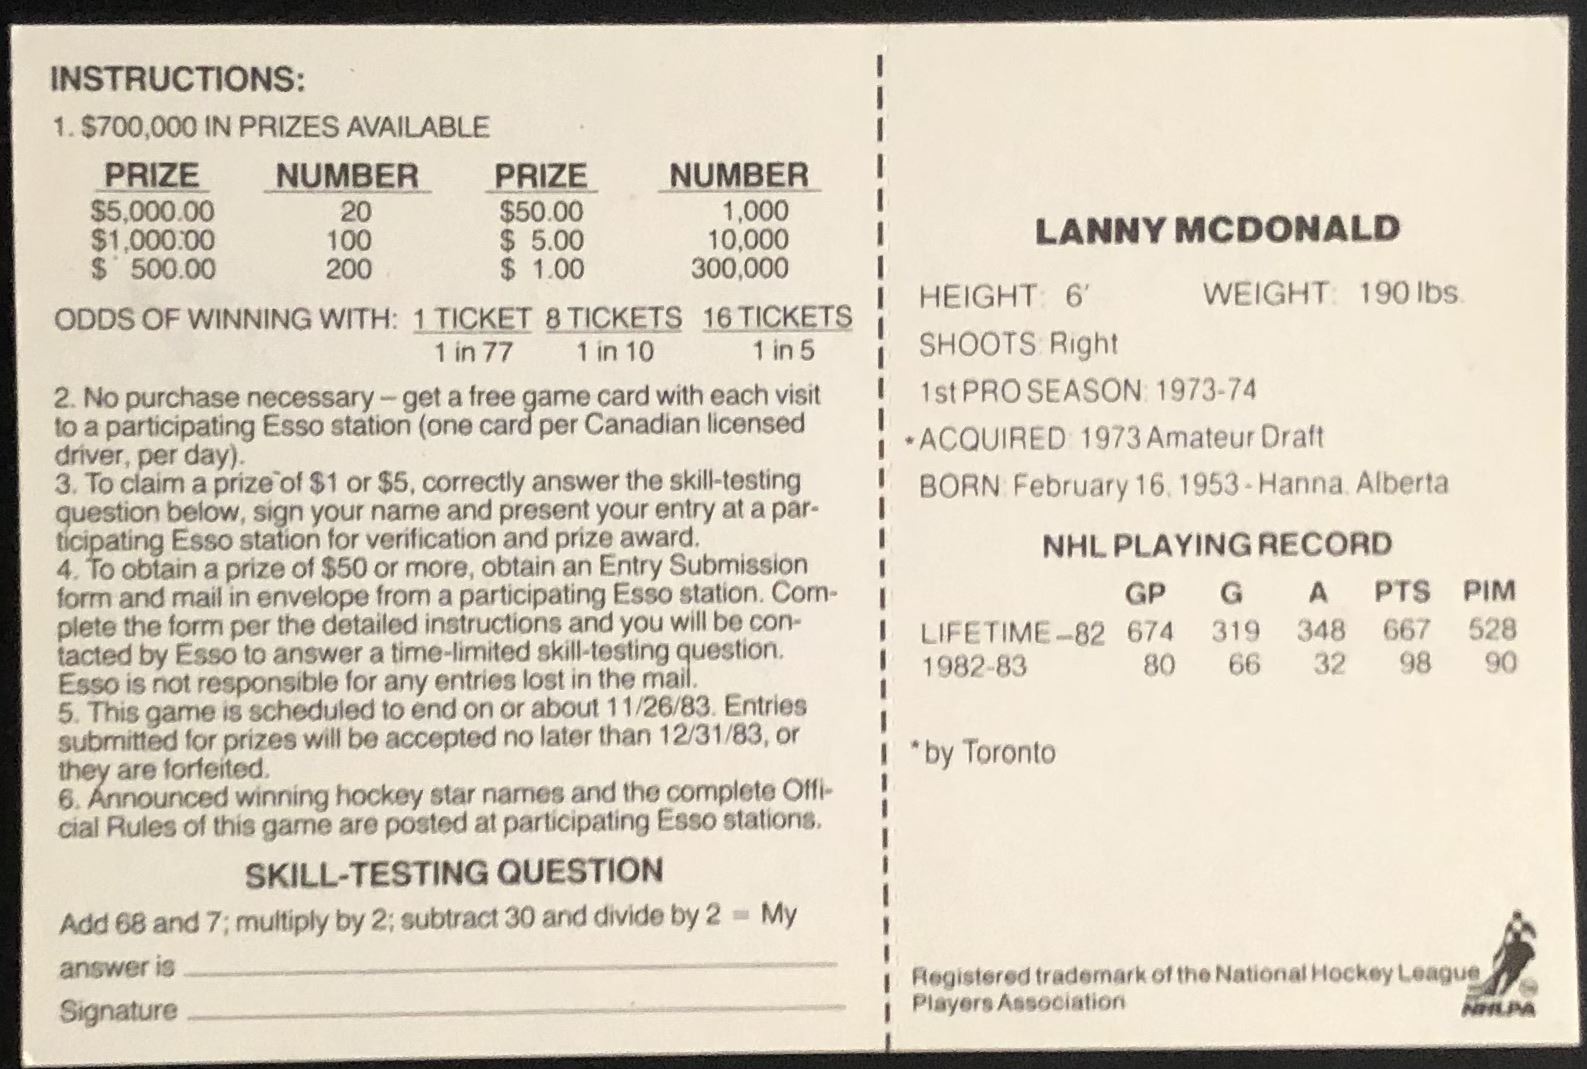 INSTRUCTIONS:
1. $700,000 IN PRIZES AVAILABLE
PRIZE NUMBER PRIZE NUMBER
$5,000.00 20 $50.00 1,000
$1,000.00 100 $ 5.00 10,000
$ 500.00 200 $ 1.00 300,000
ODDS OF WINNING WITH: 1 TICKET 8 TICKETS 16 TICKETS
1 in 77 1 in 10 1 in 5
2. No purchase necessary – get a free game card with each visit
to a participating Esso station (one card per Canadian licensed
driver, per day).
3. To claim a prize of $1 or $5, correctly answer the skill-testing
question below, sign your name and present your entry at a par-
ticipating Esso station for verification and prize award.
4. To obtain a prize of $50 or more, obtain an Entry Submission
form and mail in envelope from a participating Esso station. Com-
plete the form per the detailed instructions and you will be con-
tacted by Esso to answer a time-limited skill-testing question.
Esso is not responsible for any entries lost in the mail.
5. This game is scheduled to end on or about 11/26/83. Entries
submitted for prizes will be accepted no later than 12/31/83, or
they are forfeited.
6. Announced winning hockey star names and the complete Offi-
cial Rules of this game are posted at participating Esso stations.
SKILL-TESTING QUESTION
Add 68 and 7; multiply by 2; subtract 30 and divide by 2 = My
answer is
Signature
LANNY MCDONALD
HEIGHT: 6' WEIGHT: 190 lbs.
SHOOTS: Right
1st PRO SEASON: 1973-74
*ACQUIRED: 1973 Amateur Draft
BORN: February 16, 1953 - Hanna, Alberta
NHL PLAYING RECORD
GP G A PTS PIM
LIFETIME –82 674 319 348 667 528
1982-83 80 66 32 98 90
*by Toronto
Registered trademark of the National Hockey League
Players Association
NHLPA